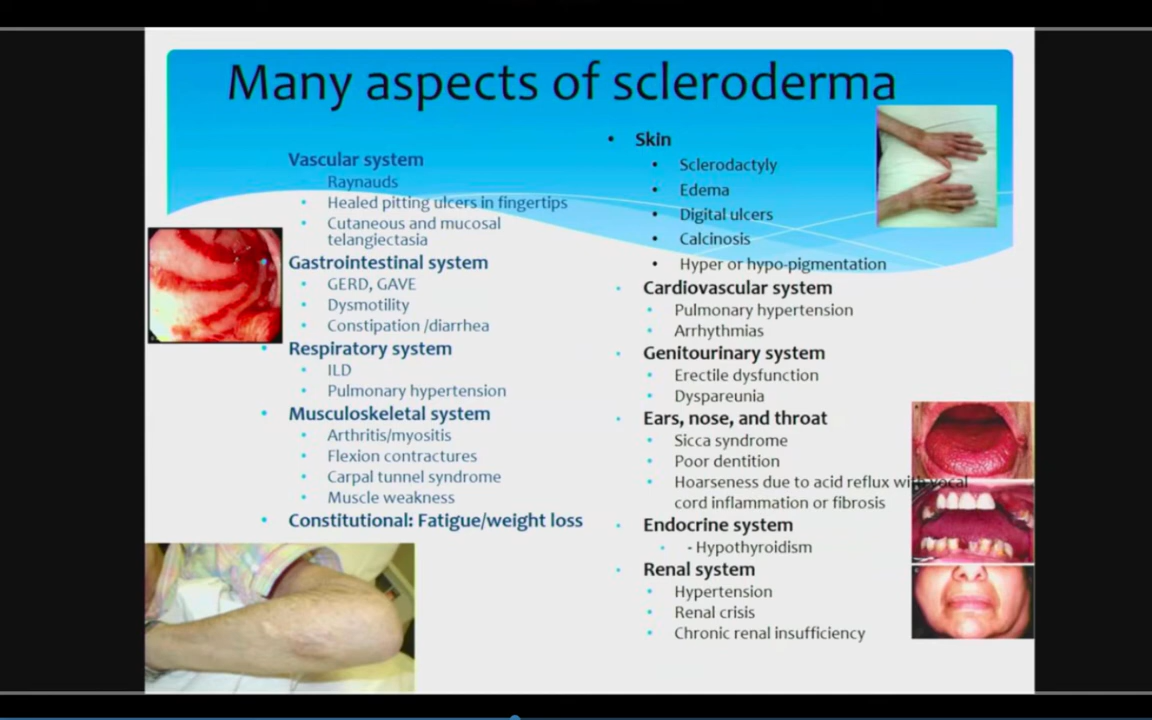 Many aspects of scleroderma
Vascular system
Raynauds
• Healed pitting ulcers in fingertips
• Cutaneous and mucosal
telangiectasia
• Gastrointestinal system
• GERD, GAVE
• Dysmotility
• Constipation /diarrhea
• Respiratory system
• ILD
• Pulmonary hypertension
• Musculoskeletal system
• Arthritis/myositis
• Flexion contractures
• Carpal tunnel syndrome
• Muscle weakness
• Constitutional: Fatigue/weight loss
• Skin
• Sclerodactyly
• Edema
• Digital ulcers
• Calcinosis
• Hyper or hypo-pigmentation
• Cardiovascular system
• Pulmonary hypertension
• Arrhythmias
• Genitourinary system
• Erectile dysfunction
• Dyspareunia
• Ears, nose, and throat
• Sicca syndrome
• Poor dentition
• Hoarseness due to acid reflux with vocal
cord inflammation or fibrosis
• Endocrine system
• - Hypothyroidism
• Renal system
• Hypertension
• Renal crisis
• Chronic renal insufficiency